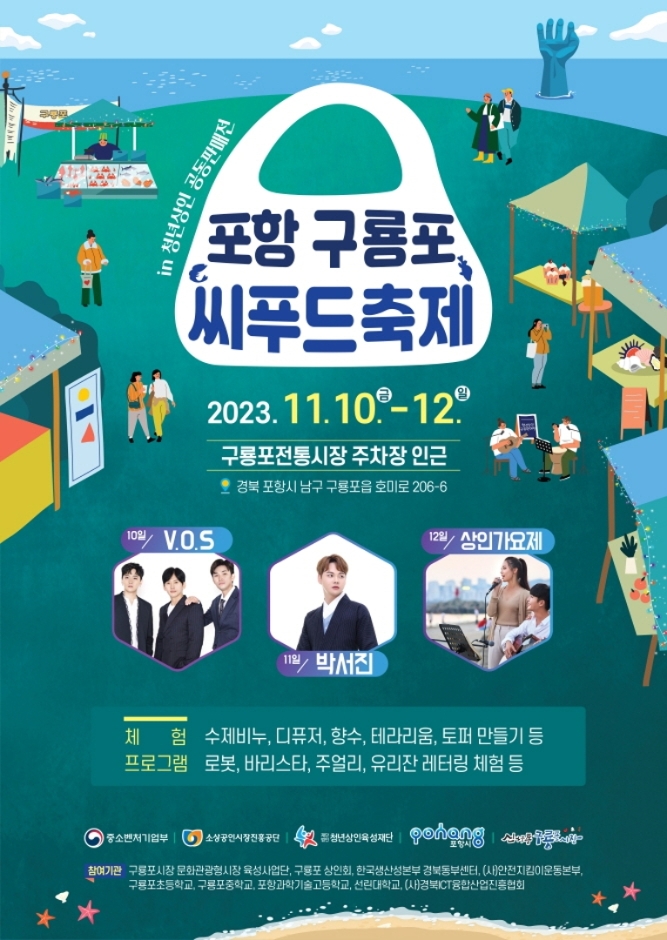 구룡포
in 청년상인 공동판매전
포항 구룡포
씨푸드축제
2023. 11. 10.금 - 12.일
구룡포전통시장 주차장 인근
경북 포항시 남구 구룡포읍 호미로 206-6
10일/ V.O.S
12일/ 상인가요제
11일/ 박서진
체 험 수제비누, 디퓨저, 향수, 테라리움, 토퍼 만들기 등
프로그램 로봇, 바리스타, 주얼리, 유리잔 레터링 체험 등
중소벤처기업부 소상공인시장진흥공단 청년상인육성재단 pohang 포항시 신나는 구룡포시장
참여기관 구룡포시장 문화관광형시장 육성사업단, 구룡포 상인회, 한국생산성본부 경북동부센터, (사)안전지킴이운동본부,
구룡포초등학교, 구룡포중학교, 포항과학기술고등학교, 선린대학교, (사)경북ICT융합산업진흥협회